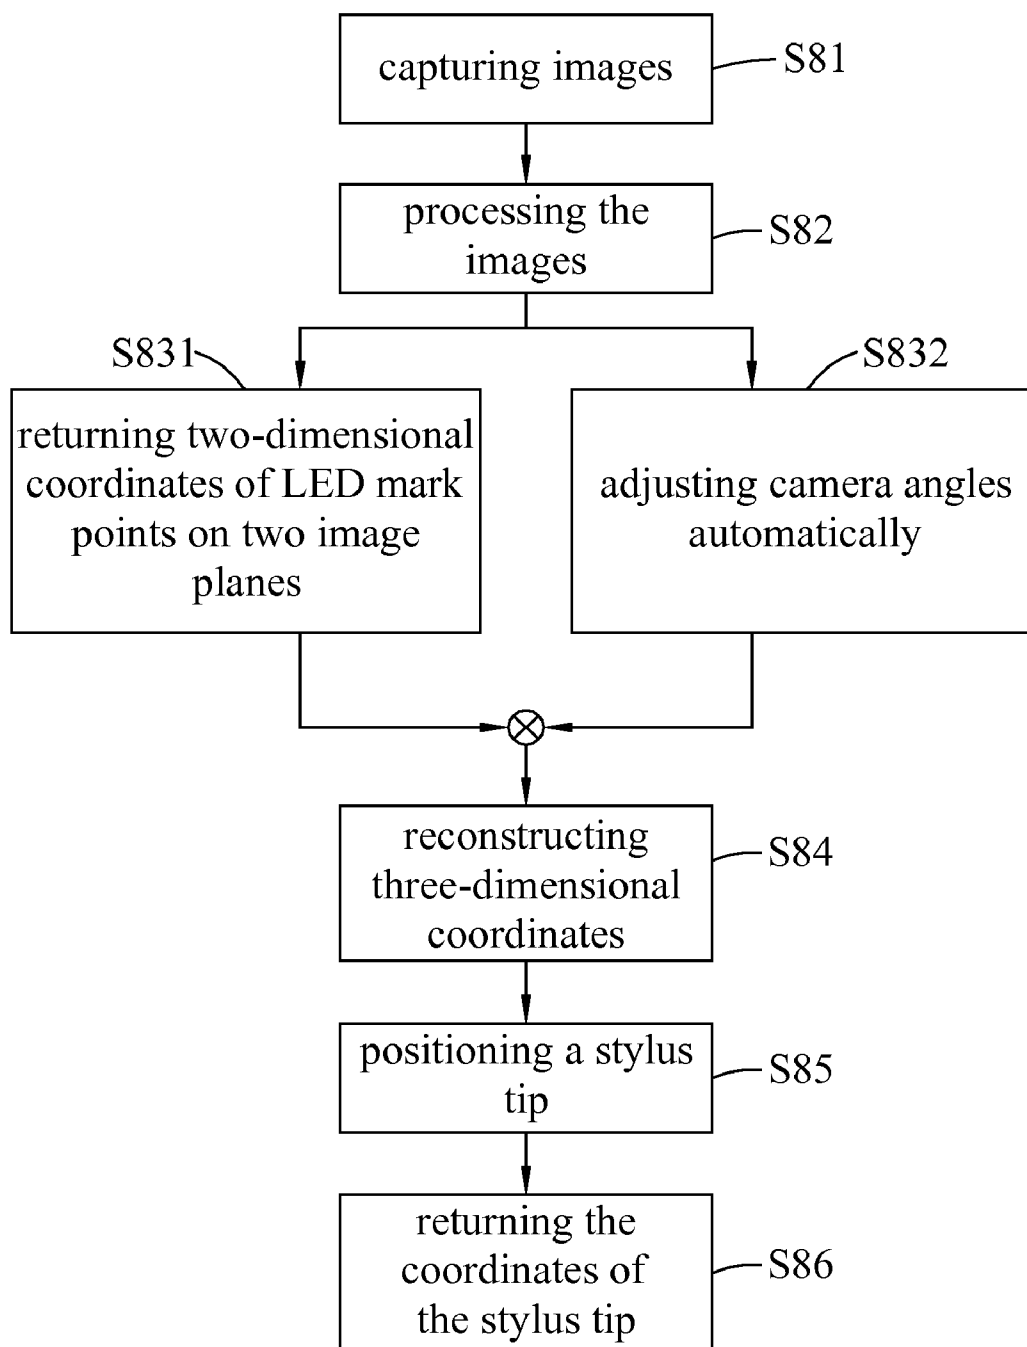 capturing images
S81
processing the
images
S82
S831
returning two-dimensional
coordinates of LED mark
points on two image
planes
S832
adjusting camera angles
automatically
reconstructing
three-dimensional
coordinates
S84
positioning a stylus
tip
S85
returning the
coordinates of
the stylus tip
S86